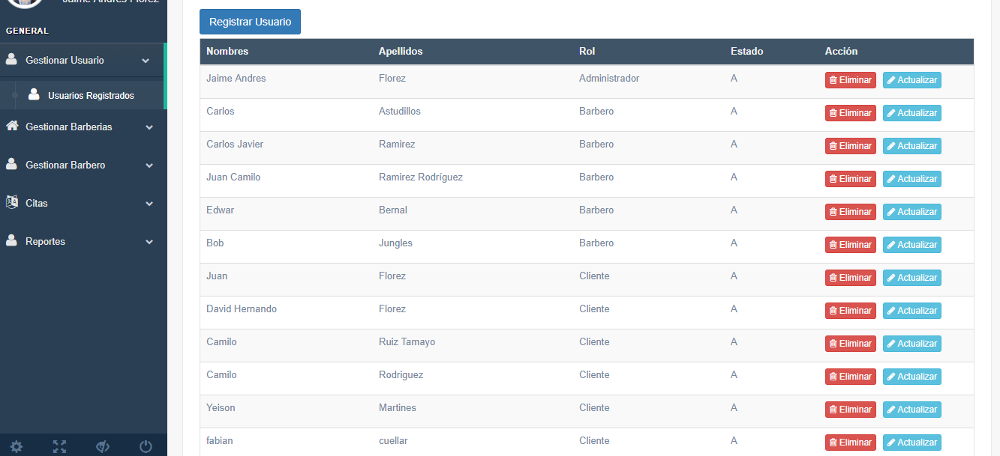 Jaime Andres Florez
GENERAL
Gestionar Usuario
Usuarios Registrados
Gestionar Barberias
Gestionar Barbero
Citas
Reportes
Registrar Usuario
Nombres Apellidos Rol Estado Acción
Jaime Andres Florez Administrador A Eliminar Actualizar
Carlos Astudillos Barbero A Eliminar Actualizar
Carlos Javier Ramirez Barbero A Eliminar Actualizar
Juan Camilo Ramirez Rodríguez Barbero A Eliminar Actualizar
Edwar Bernal Barbero A Eliminar Actualizar
Bob Jungles Barbero A Eliminar Actualizar
Juan Florez Cliente A Eliminar Actualizar
David Hernando Florez Cliente A Eliminar Actualizar
Camilo Ruiz Tamayo Cliente A Eliminar Actualizar
Camilo Rodriguez Cliente A Eliminar Actualizar
Yeison Martines Cliente A Eliminar Actualizar
fabian cuellar Cliente A Eliminar Actualizar